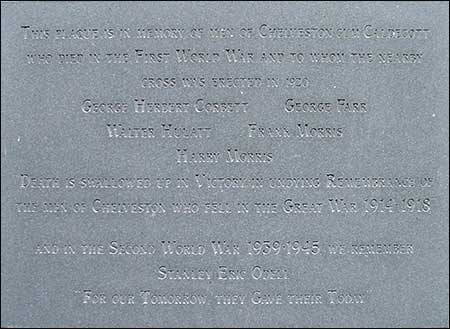 This plaque is in memory of men of Chelveston cum Caldecott
who died in the First World War and to whom the nearby
cross was erected in 1920
George Herbert Corbett George Farr
Walter Hulatt Frank Morris
Harry Morris
Death is swallowed up in Victory in undying Remembrance of
the men of Chelveston who fell in the Great War 1914-1918
and in the Second World War 1939-1945 we remember
Stanley Eric Odell
"For our Tomorrow, they Gave their Today"